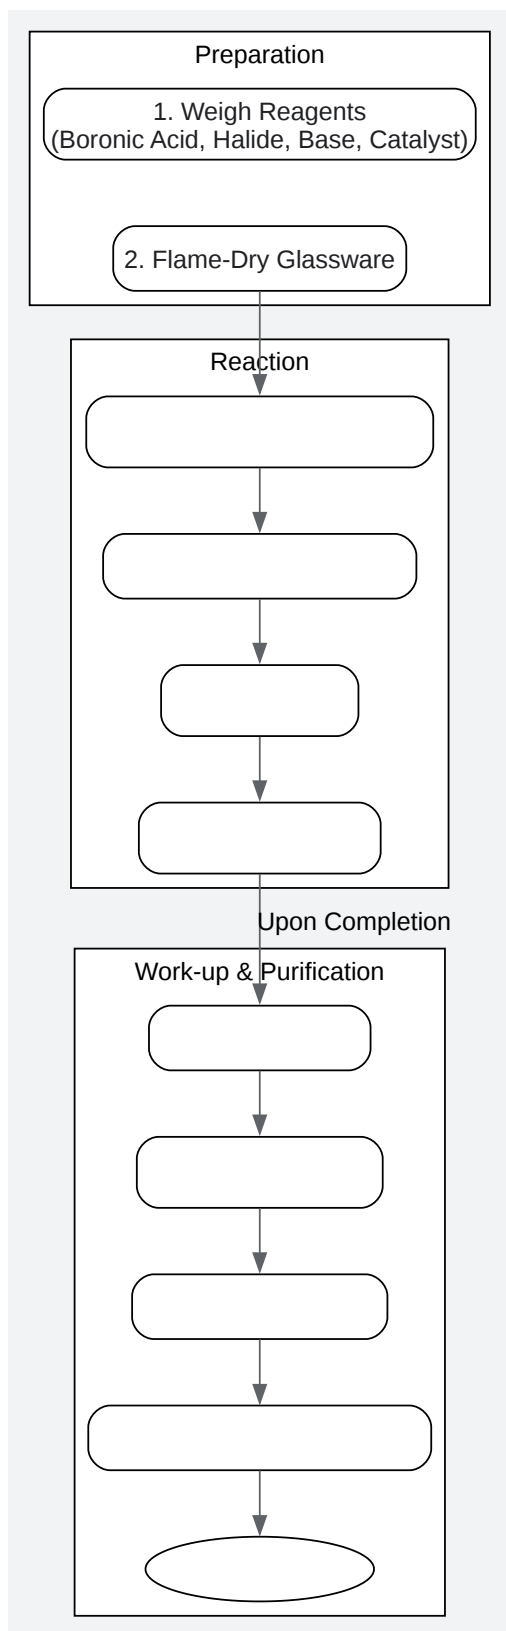 Preparation
1. Weigh Reagents
(Boronic Acid, Halide, Base, Catalyst)
2. Flame-Dry Glassware
Reaction
Upon Completion
Work-up & Purification